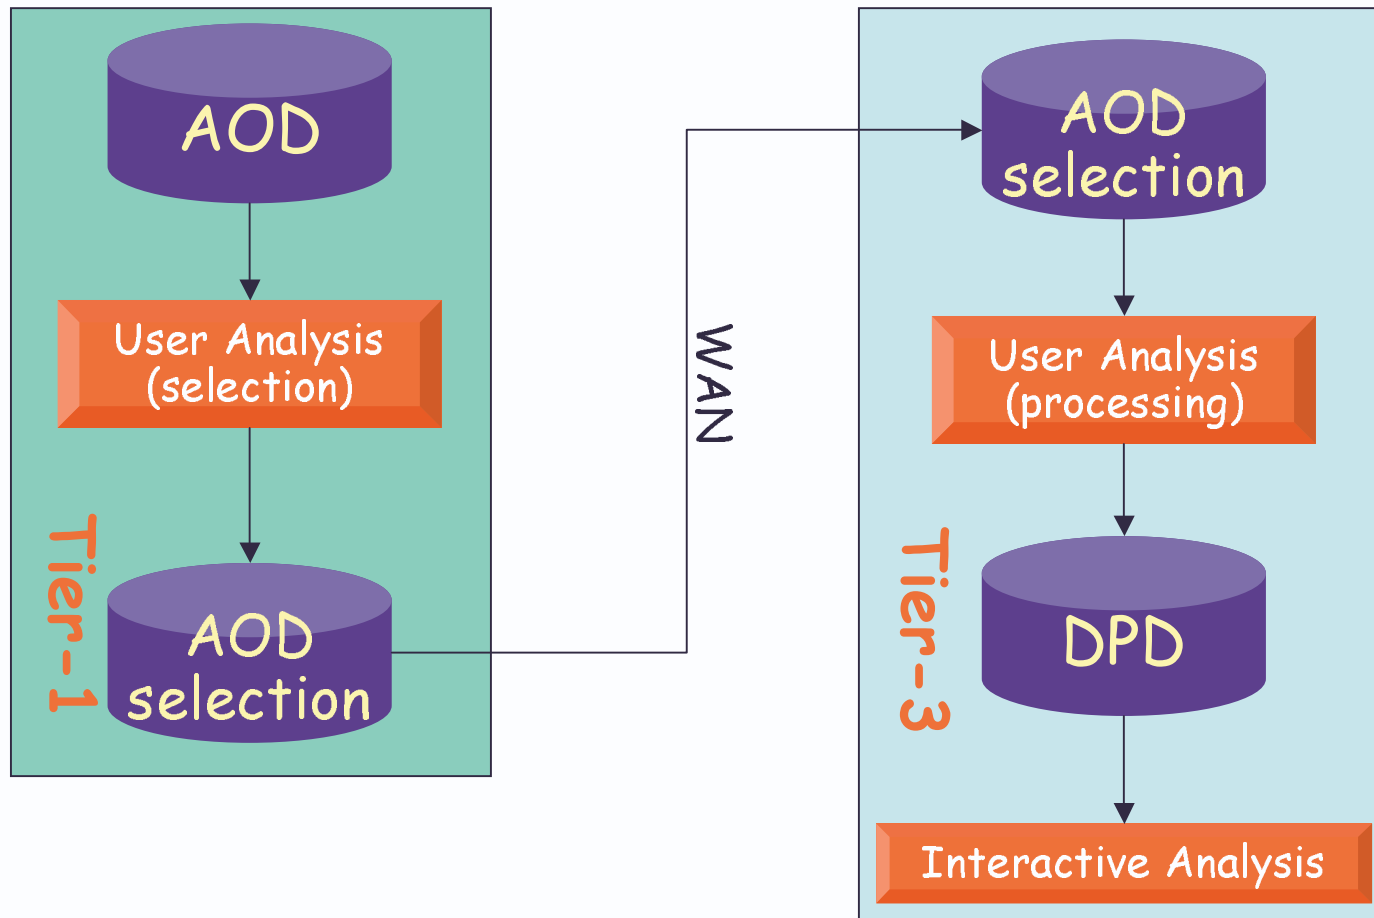 AOD
User Analysis
(selection)
Tier-1
AOD
selection
WAN
AOD
selection
User Analysis
(processing)
Tier-3
DPD
Interactive Analysis